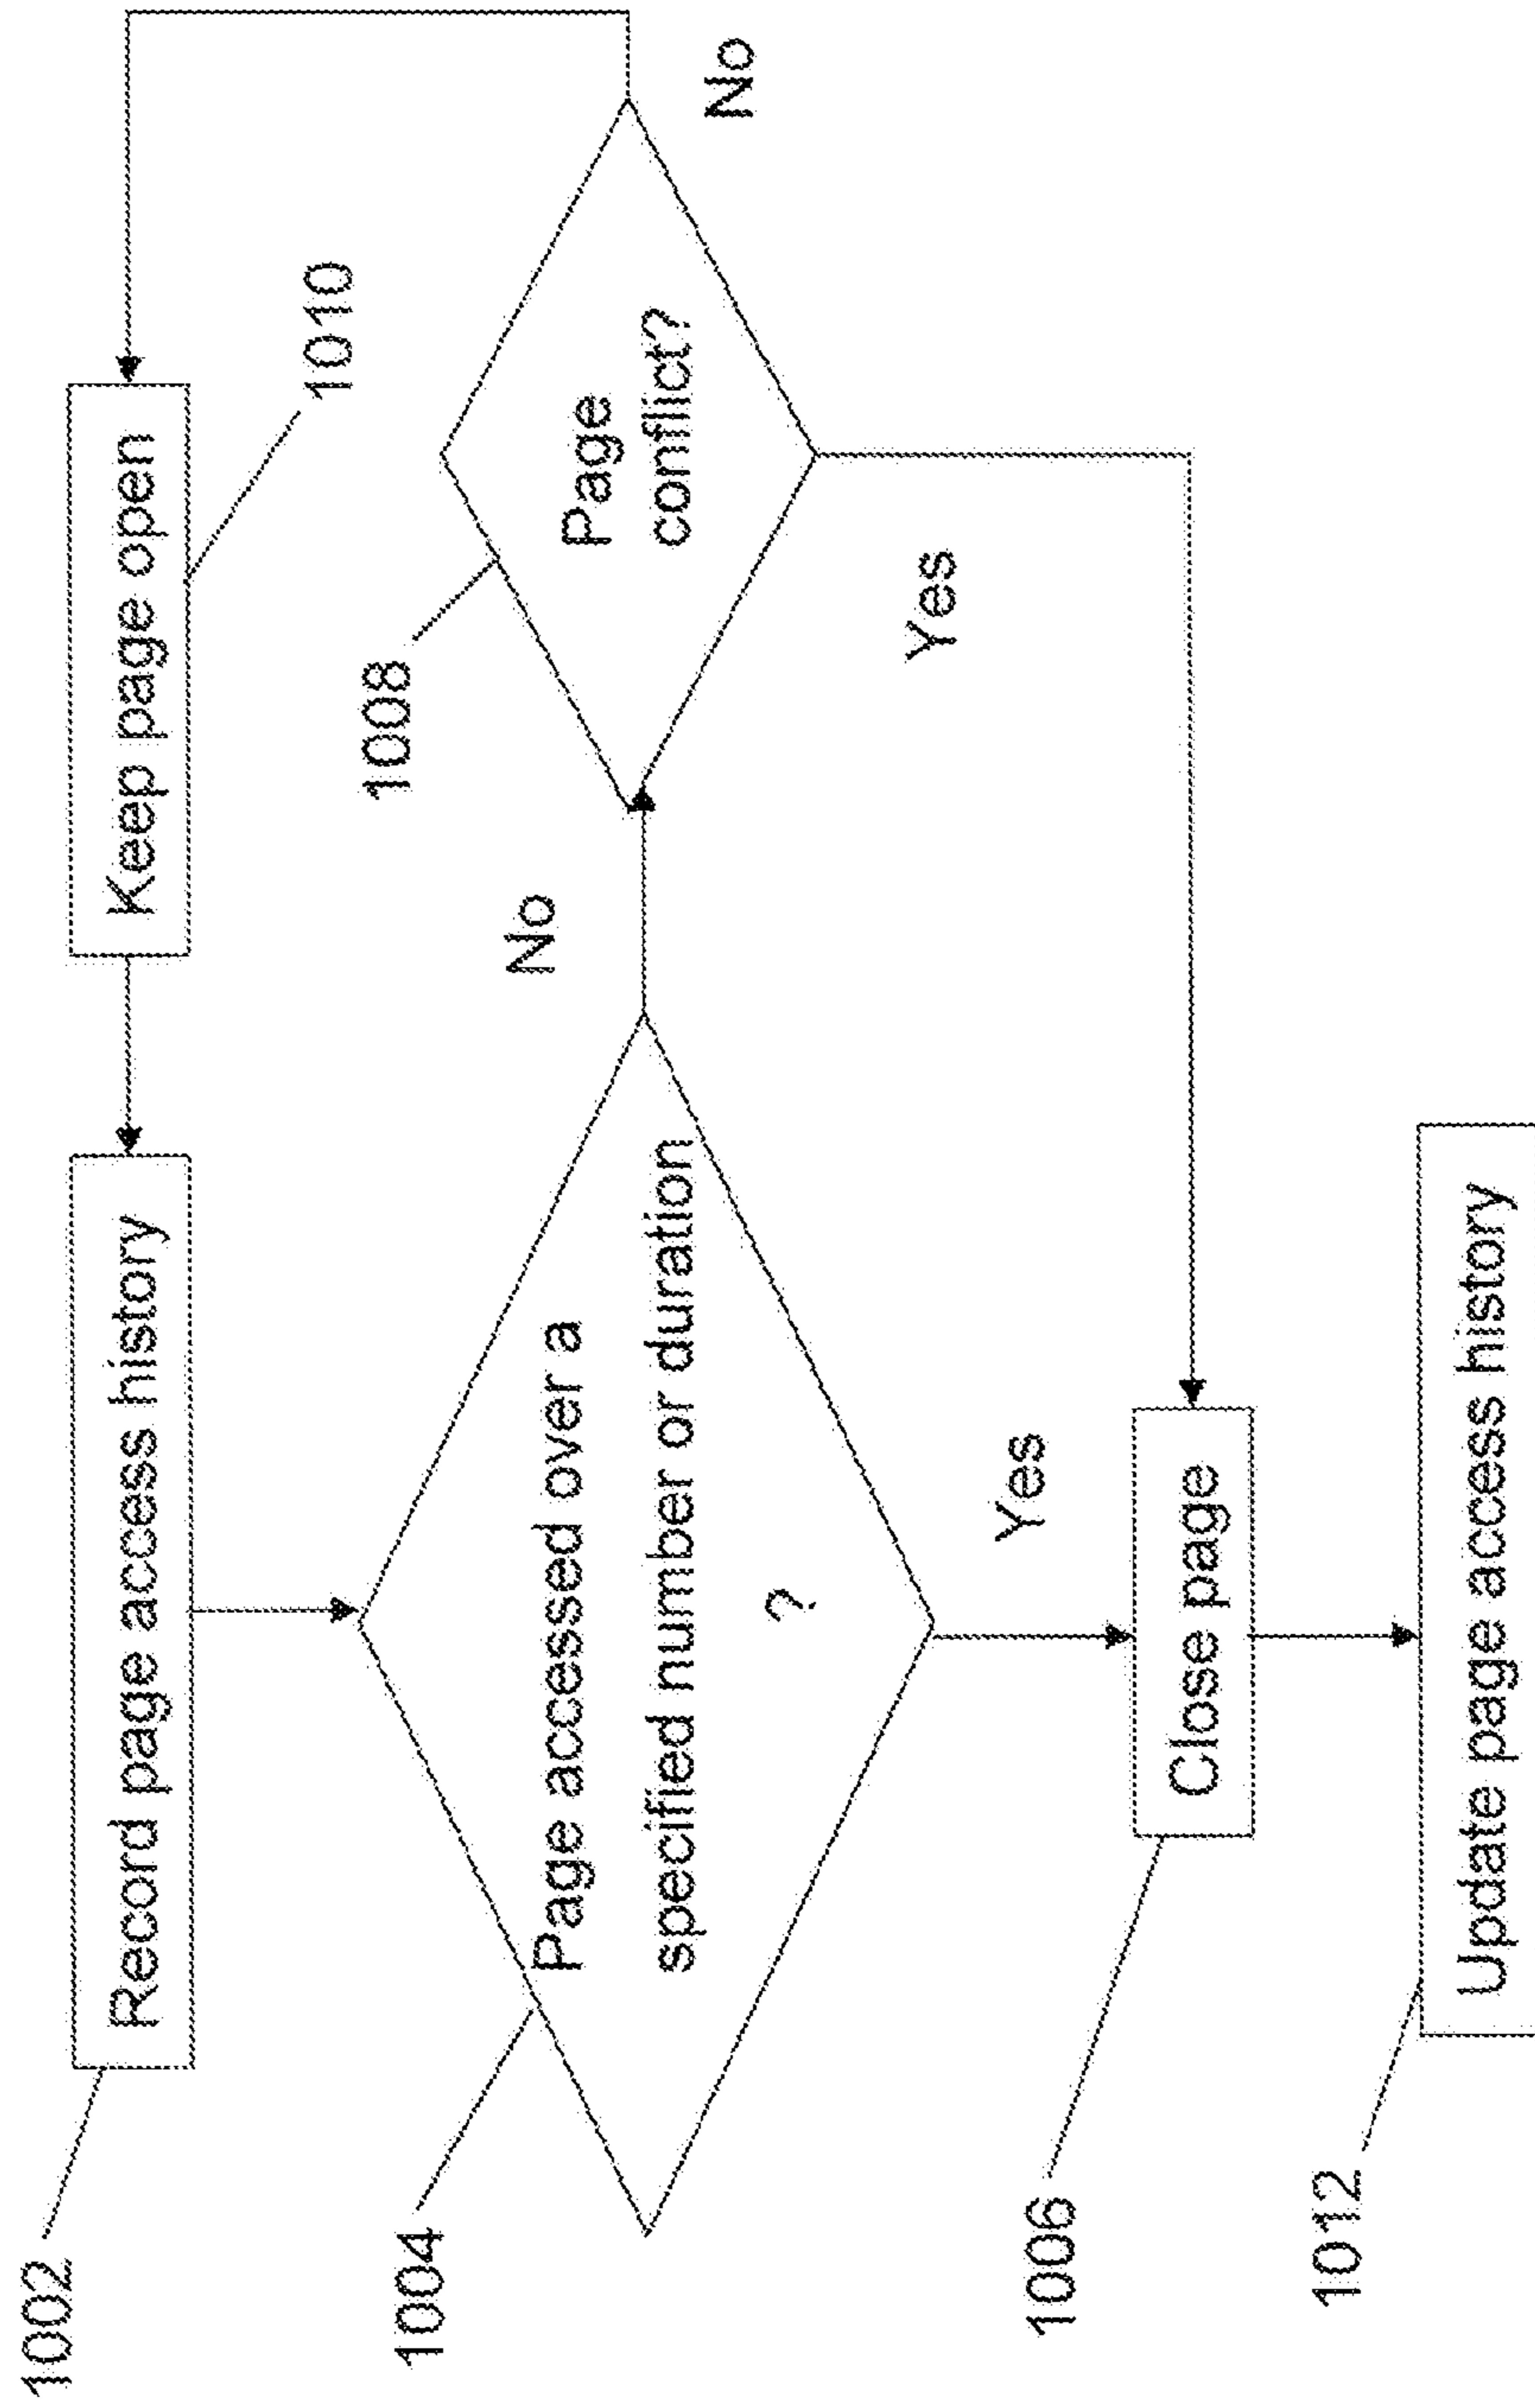 1002
Record page access history
Keep page open
1010
1004
Page accessed over a
specified number or duration
?
No
1008
Page
conflict?
No
Yes
Yes
1006
Close page
1012
Update page access history